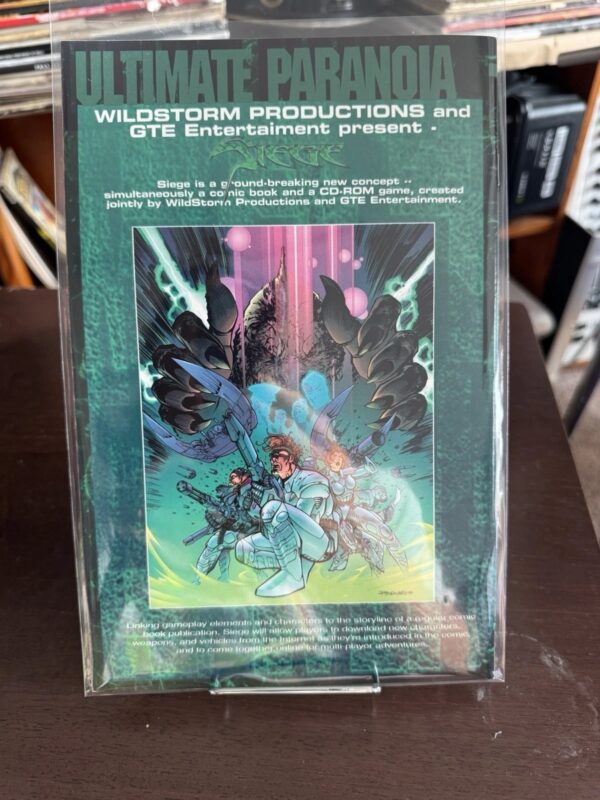 ULTIMATE PARANOIA
WILDSTORM PRODUCTIONS and
GTE Entertaiment present -
SIEGE
Siege is a ground-breaking new concept --
simultaneously a comic book and a CD-ROM game, created
jointly by WildStorm Productions and GTE Entertainment.
Linking gameplay elements and characters to the storyline of a regular comic
book publication, Siege will allow players to download new characters,
weapons, and vehicles from the Internet as they're introduced in the comic
and to come together online for multi player adventures.